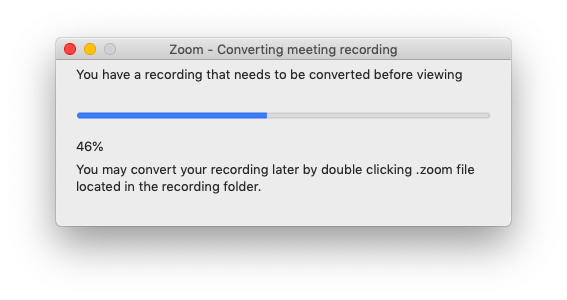 Zoom - Converting meeting recording
You have a recording that needs to be converted before viewing
46%
You may convert your recording later by double clicking .zoom file
located in the recording folder.